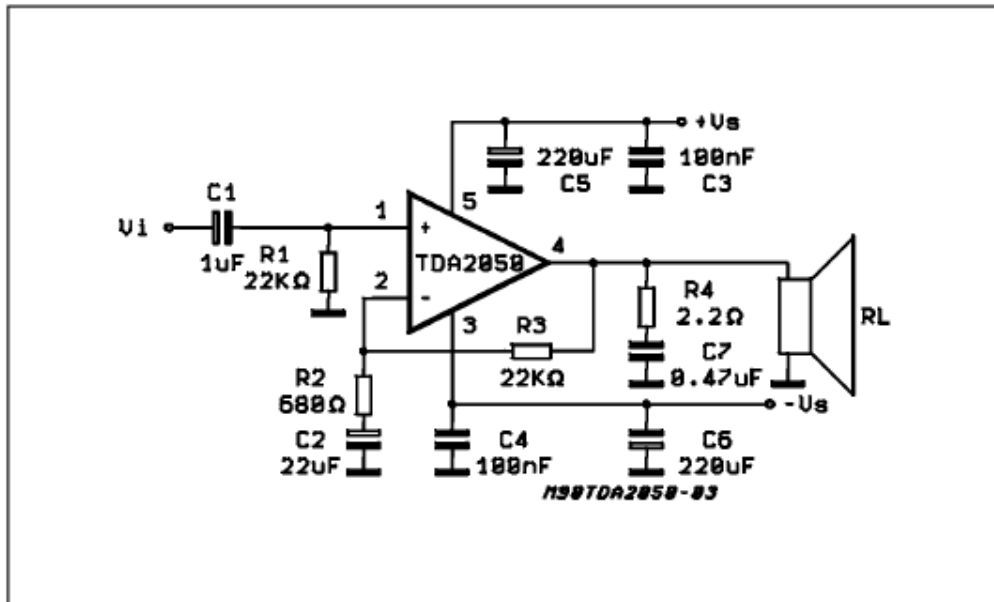 +Vs
220uF
C5
100nF
C3
C1
Vi
1uF
R1
22KΩ
1
5
+
TDA2050
4
2
-
3
R3
22KΩ
R4
2.2Ω
C7
0.47uF
RL
R2
680Ω
C2
22uF
C4
100nF
-Vs
C6
220uF
M90TDA2050-03